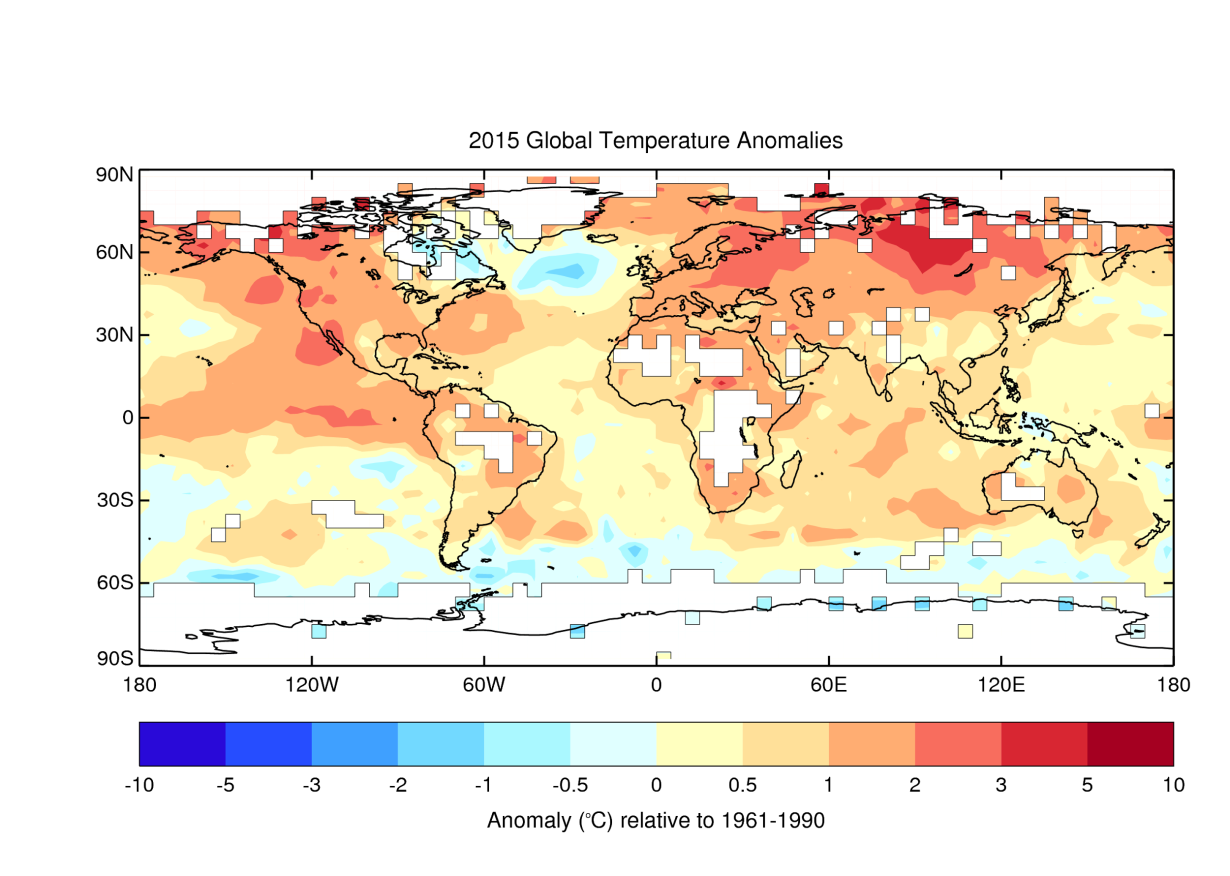 2015 Global Temperature Anomalies
90N
60N
30N
0
30S
60S
90S
180 120W 60W 0 60E 120E 180
-10 -5 -3 -2 -1 -0.5 0 0.5 1 2 3 5 10
Anomaly (°C) relative to 1961-1990